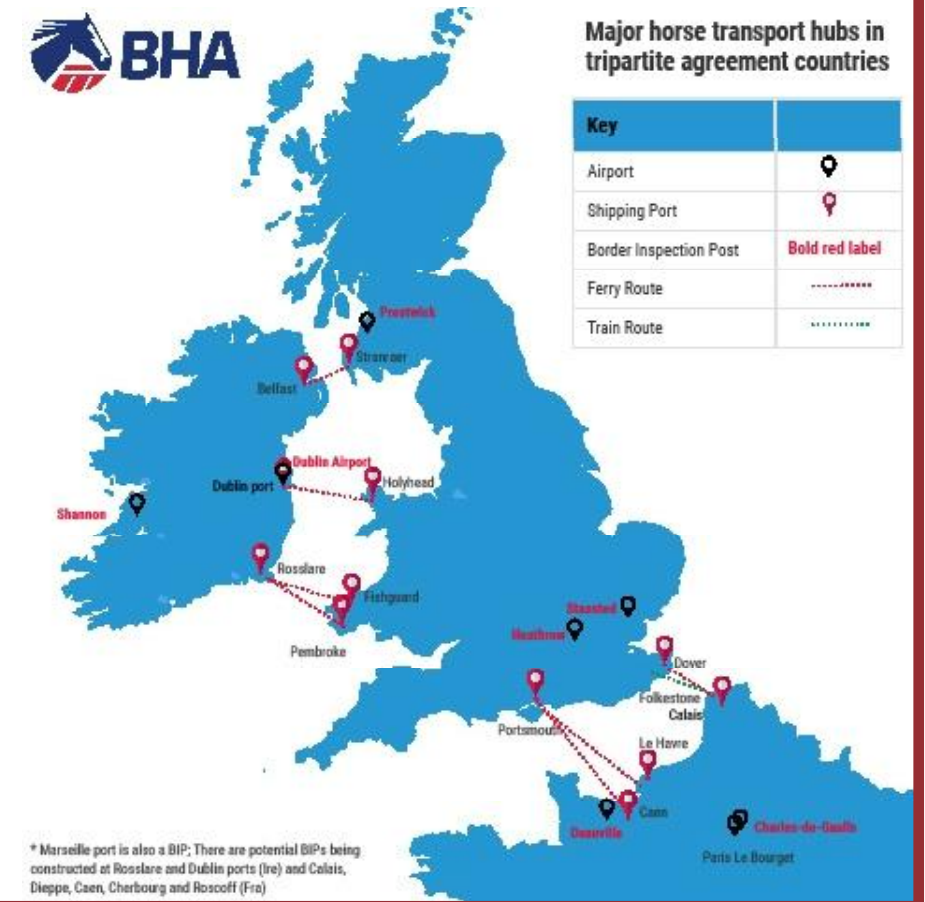 BHA
Major horse transport hubs in
tripartite agreement countries
Key
Airport
Shipping Port
Border Inspection Post Bold red label
Ferry Route
Train Route
Prestwick
Stranraer
Belfast
Dublin Airport
Holyhead
Dublin port
Shannon
Rosslare
Fishguard
Stansted
Heathrow
Pembroke
Dover
Folkestone
Calais
Portsmouth
Le Havre
Caen
Deauville
Charles-de-Gaulle
Paris Le Bourget
* Marseille port is also a BIP; There are potential BIPs being
constructed at Rosslare and Dublin ports (Ire) and Calais,
Dieppe, Caen, Cherbourg and Roscoff (Fra)